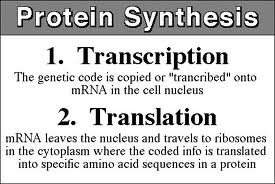 Protein Synthesis
1. Transcription
The genetic code is copied or "trancribed" onto
mRNA in the cell nucleus
2. Translation
mRNA leaves the nucleus and travels to ribosomes
in the cytoplasm where the coded info is translated
into specific amino acid sequences in a protein